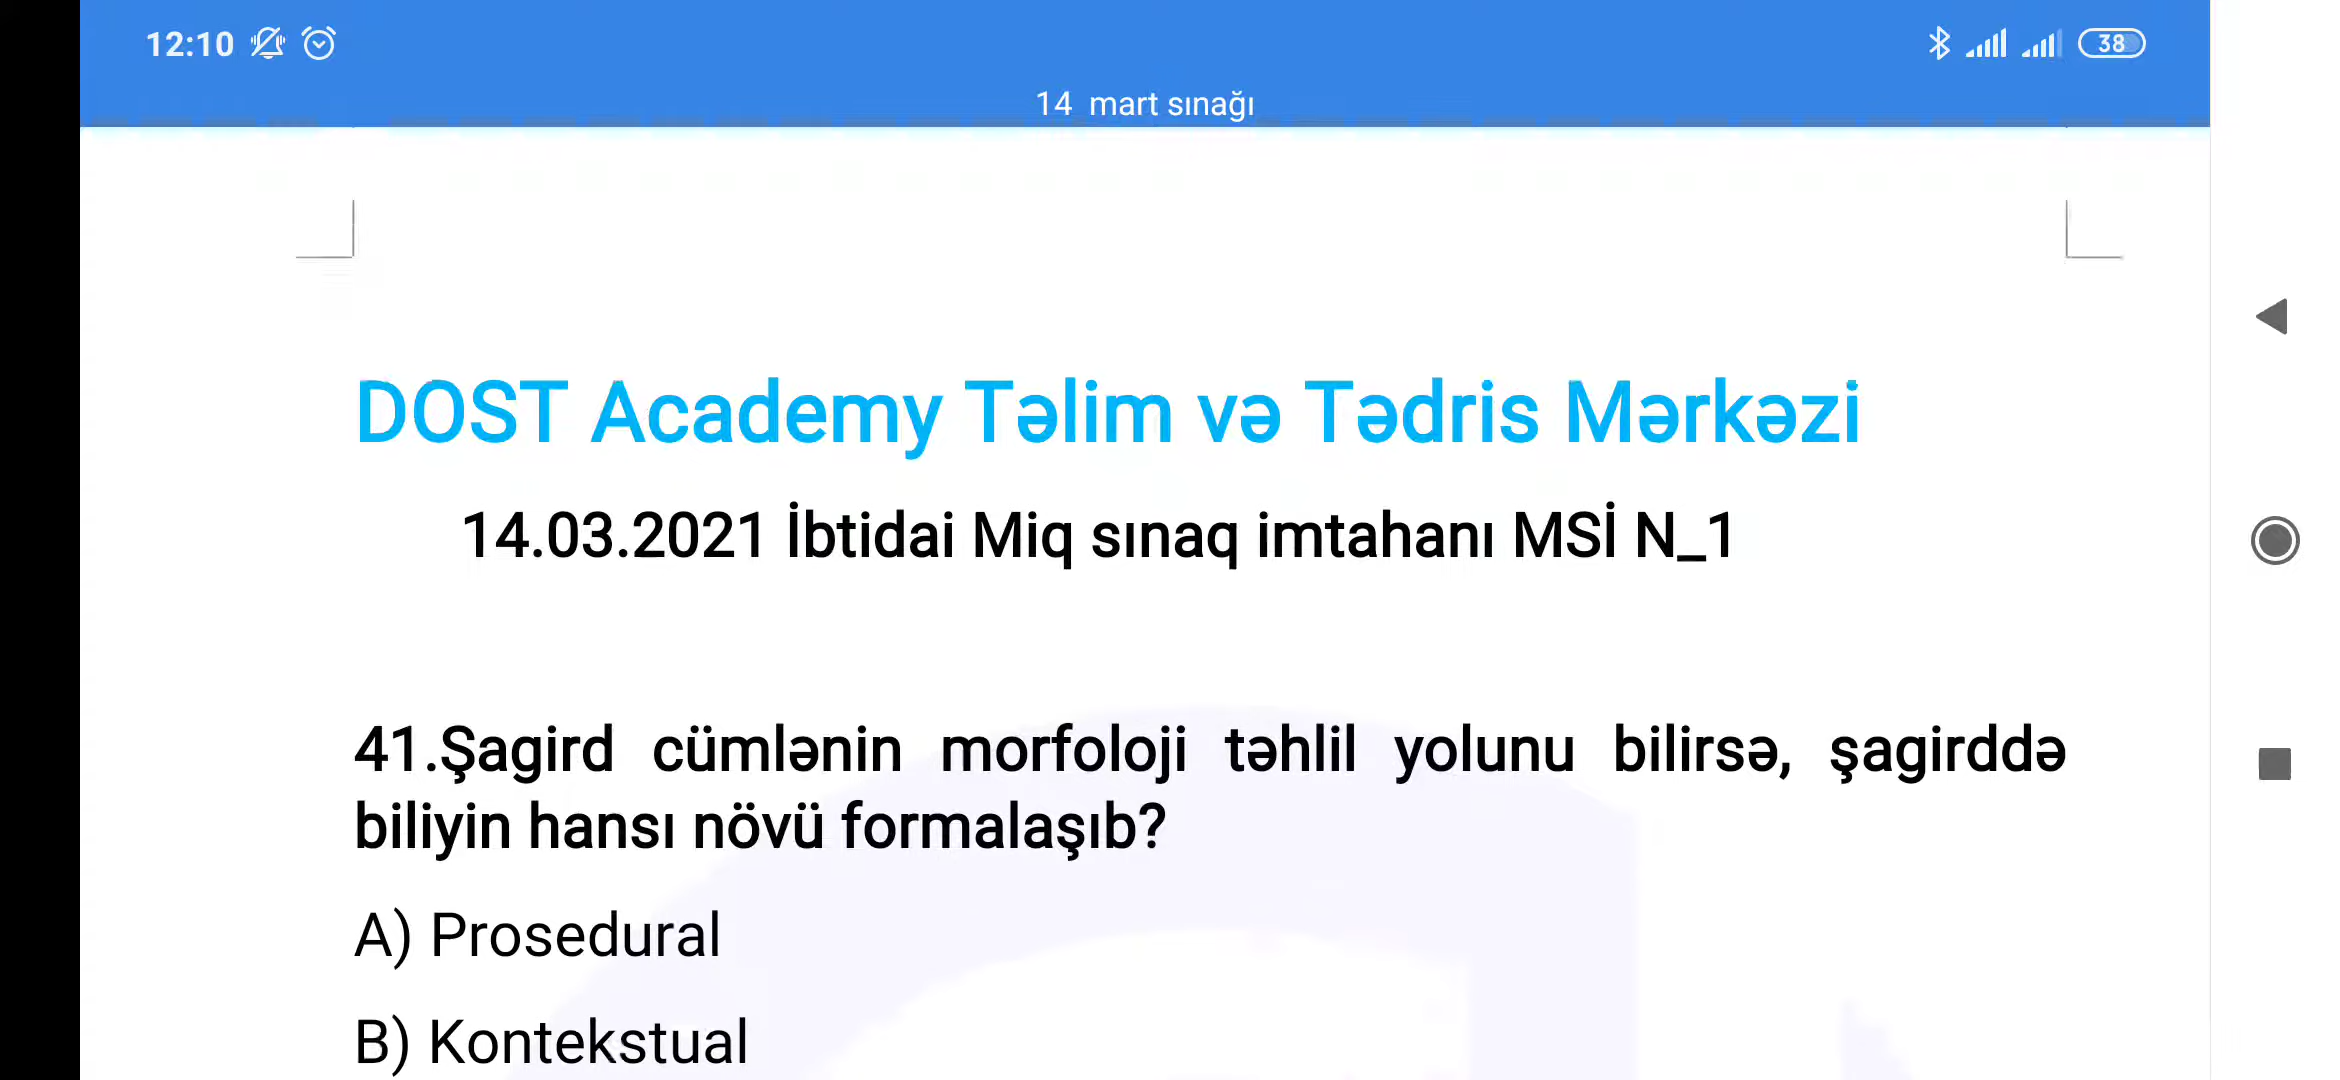 12:10
38
14 mart sınağı
DOST Academy Təlim və Tədris Mərkəzi
14.03.2021 İbtidai Miq sınaq imtahanı MSİ N_1
41.Şagird cümlənin morfoloji təhlil yolunu bilirsə, şagirddə
biliyin hansı növü formalaşıb?
A) Prosedural
B) Kontekstual